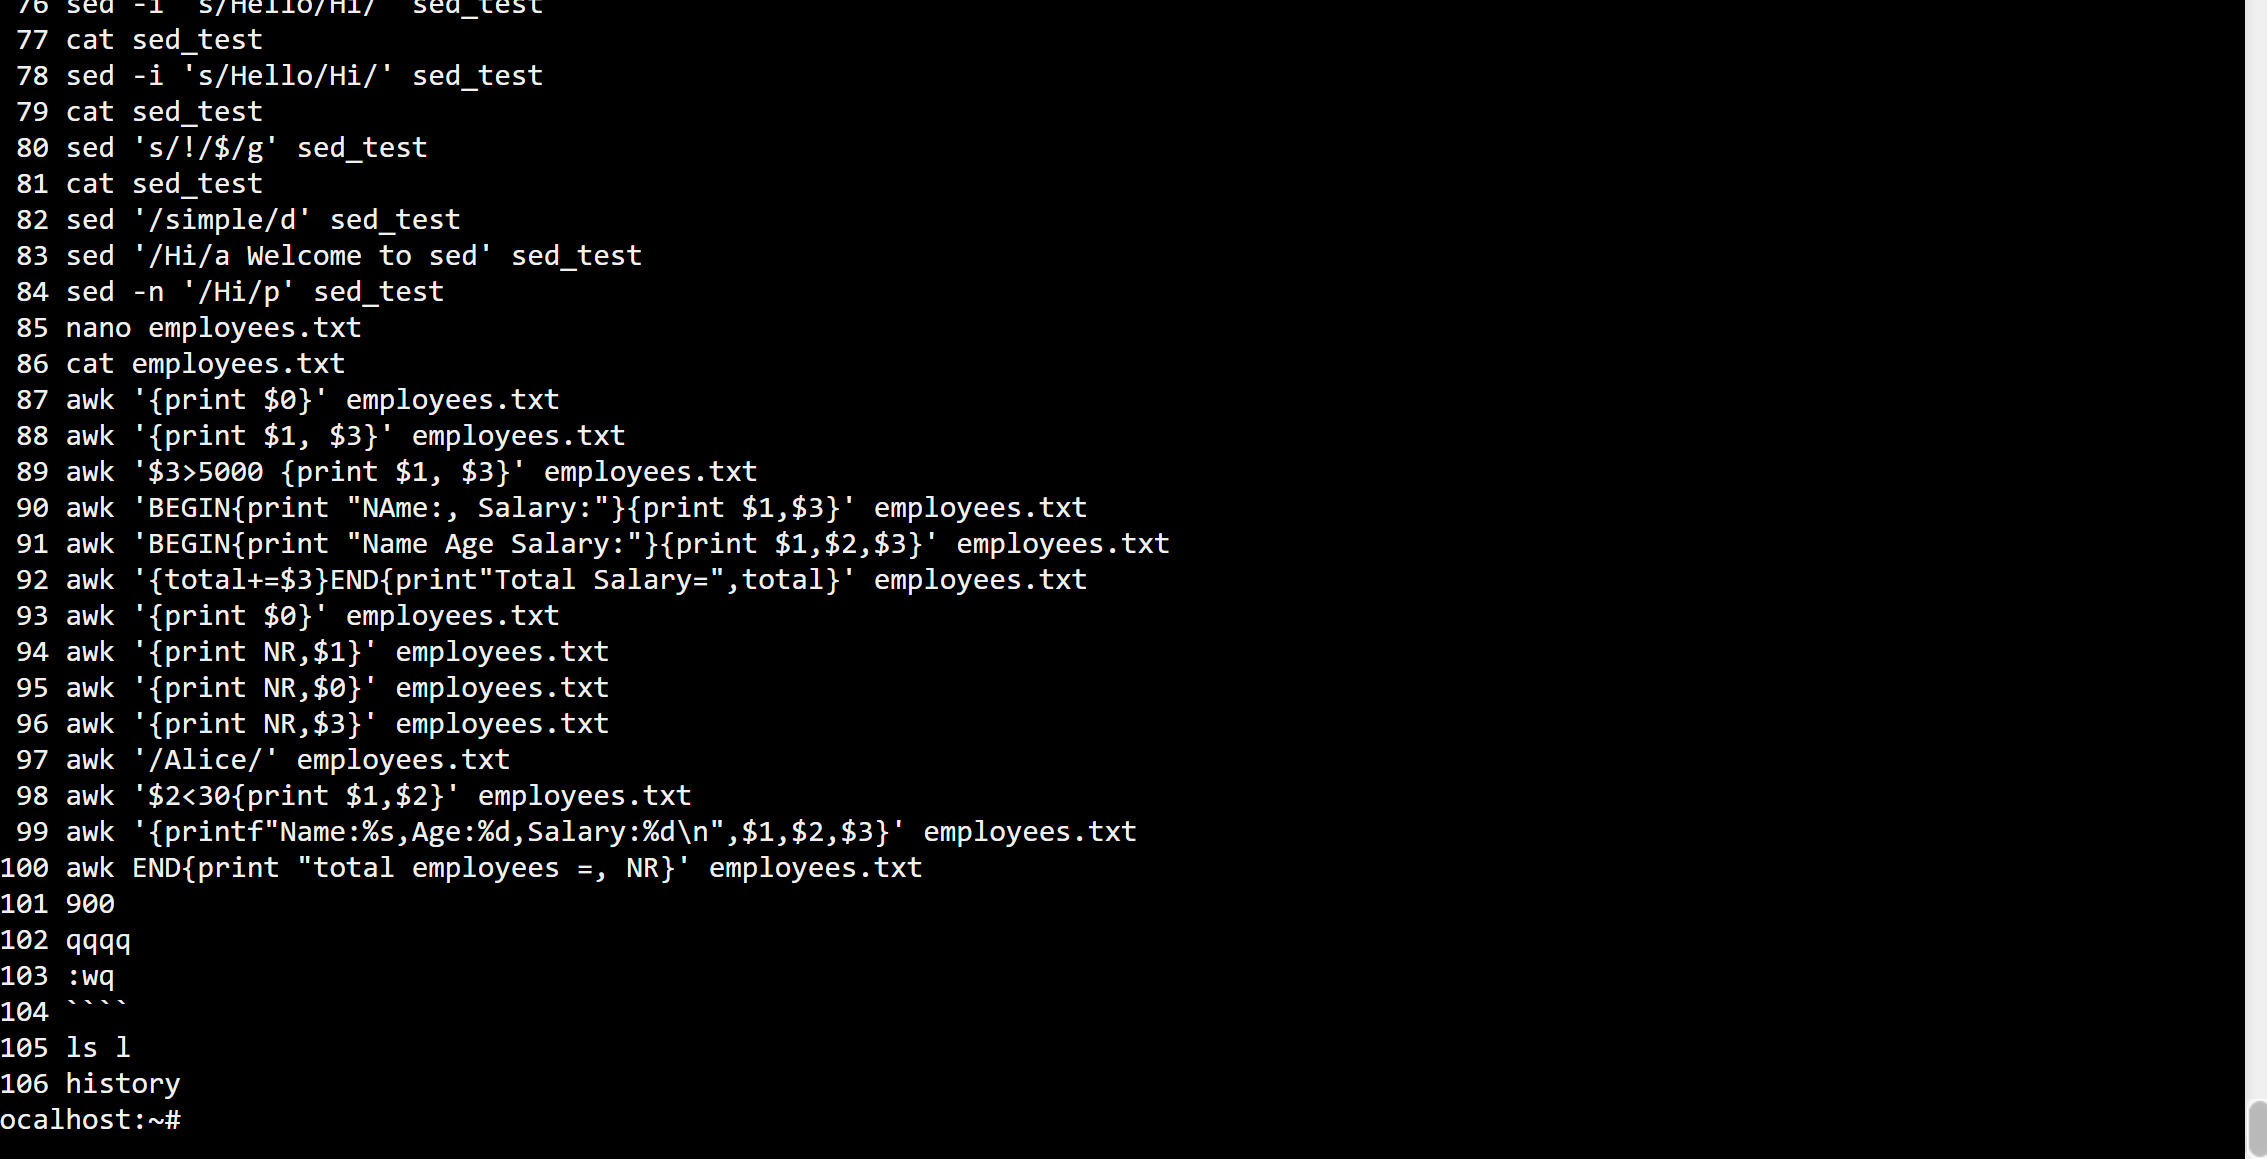 76 sed -i 's/Hello/Hi/' sed_test
77 cat sed_test
78 sed -i 's/Hello/Hi/' sed_test
79 cat sed_test
80 sed 's/!/$/g' sed_test
81 cat sed_test
82 sed '/simple/d' sed_test
83 sed '/Hi/a Welcome to sed' sed_test
84 sed -n '/Hi/p' sed_test
85 nano employees.txt
86 cat employees.txt
87 awk '{print $0}' employees.txt
88 awk '{print $1, $3}' employees.txt
89 awk '$3>5000 {print $1, $3}' employees.txt
90 awk 'BEGIN{print "NAme:, Salary:"}{print $1,$3}' employees.txt
91 awk 'BEGIN{print "Name Age Salary:"}{print $1,$2,$3}' employees.txt
92 awk '{total+=$3}END{print"Total Salary=",total}' employees.txt
93 awk '{print $0}' employees.txt
94 awk '{print NR,$1}' employees.txt
95 awk '{print NR,$0}' employees.txt
96 awk '{print NR,$3}' employees.txt
97 awk '/Alice/' employees.txt
98 awk '$2<30{print $1,$2}' employees.txt
99 awk '{printf"Name:%s,Age:%d,Salary:%d\n",$1,$2,$3}' employees.txt
100 awk END{print "total employees =, NR}' employees.txt
101 900
102 qqqq
103 :wq
104 ````
105 ls l
106 history
ocalhost:~#